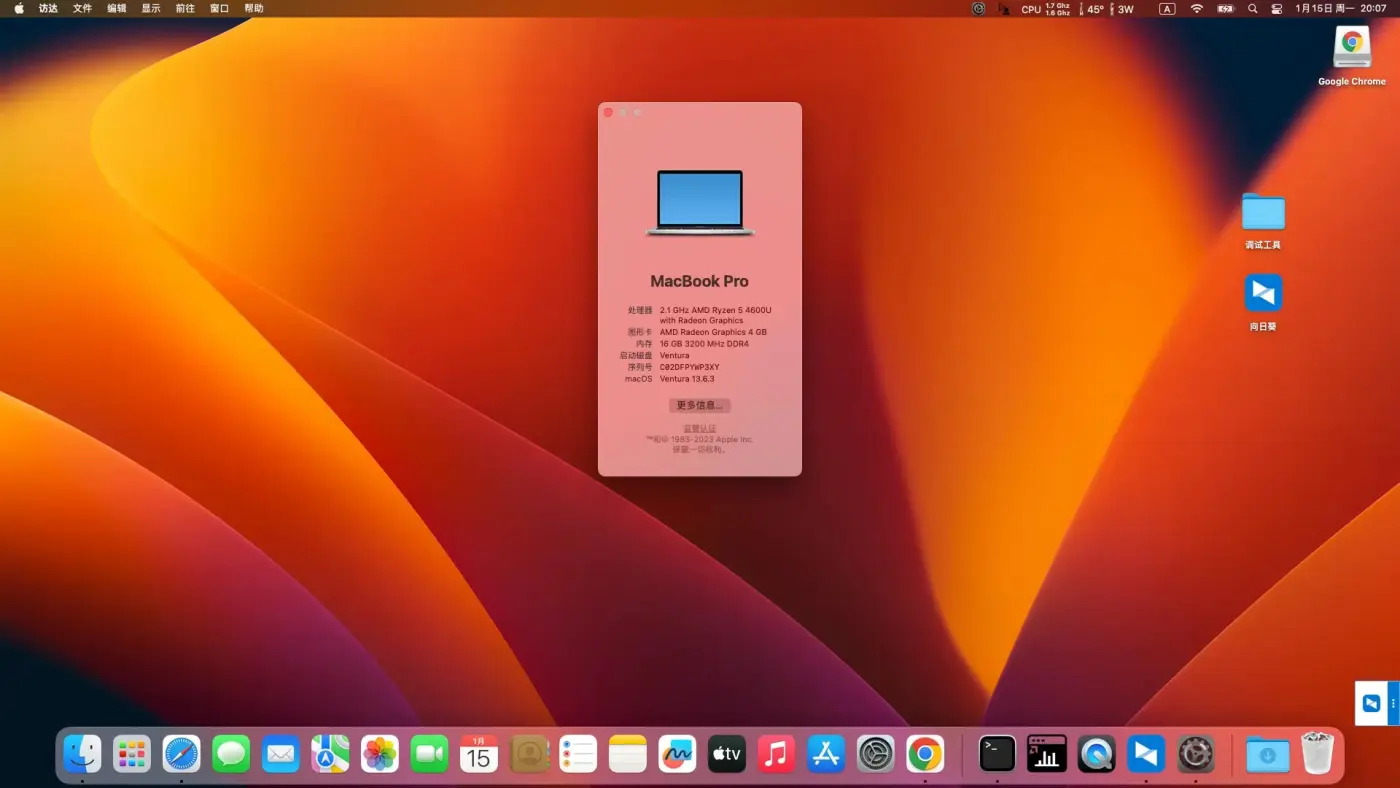 访达 文件 编辑 显示 前往 窗口 帮助
CPU 1.7 Ghz 1.6 Ghz 45° 3W A 1月15日 周一 20:07
Google Chrome
调试工具
向日葵
MacBook Pro
处理器 2.1 GHz AMD Ryzen 5 4600U
with Radeon Graphics
图形卡 AMD Radeon Graphics 4 GB
内存 16 GB 3200 MHz DDR4
启动磁盘 Ventura
序列号 C02DFPYWP3XY
macOS Ventura 13.6.3
更多信息...
监管认证
™和© 1983-2023 Apple Inc.
保留一切权利。
1月
15
tv